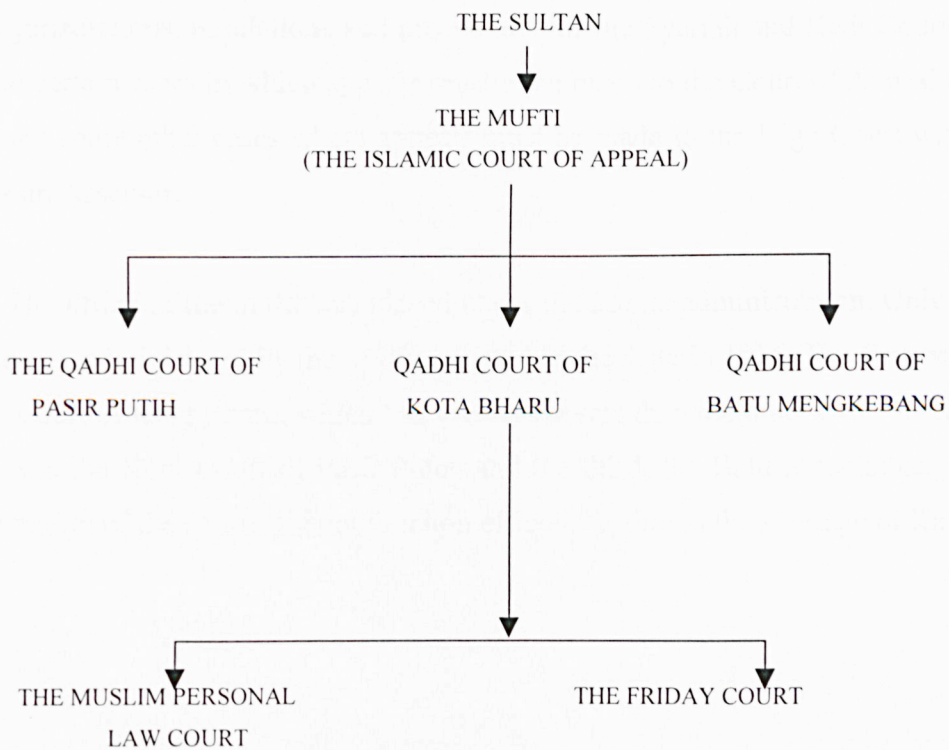 THE SULTAN
THE MUFTI
(THE ISLAMIC COURT OF APPEAL)
THE QADHI COURT OF
PASIR PUTIH
QADHI COURT OF
KOTA BHARU
QADHI COURT OF
BATU MENGKEBANG
THE MUSLIM PERSONAL
LAW COURT
THE FRIDAY COURT